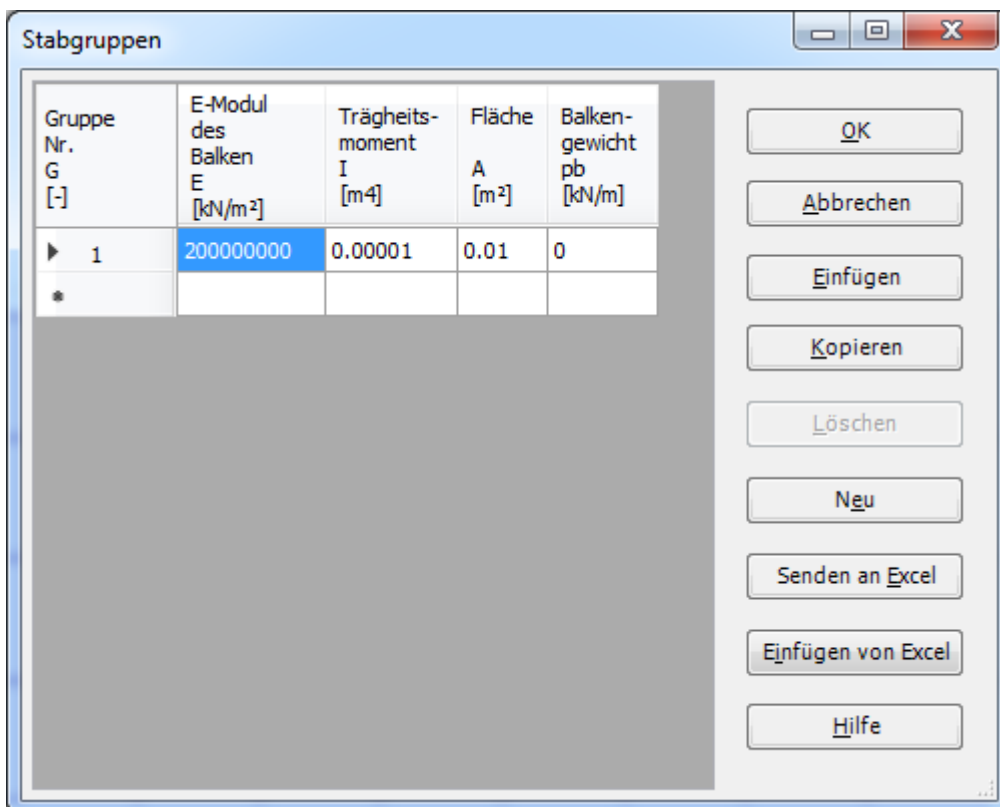 Stabgruppen
Gruppe
Nr.
G
[-]
E-Modul
des
Balken
E
[kN/m²]
Trägheits-
moment
I
[m4]
Fläche
A
[m²]
Balken-
gewicht
pb
[kN/m]
1 200000000 0.00001 0.01 0
*
OK
Abbrechen
Einfügen
Kopieren
Löschen
Neu
Senden an Excel
Einfügen von Excel
Hilfe